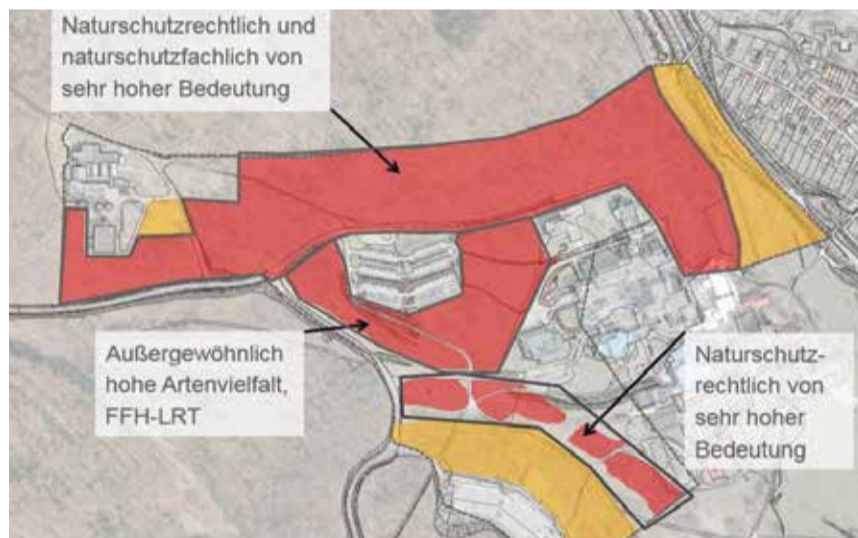 Naturschutzrechtlich und
naturschutzfachlich von
sehr hoher Bedeutung
Außergewöhnlich
hohe Artenvielfalt,
FFH-LRT
Naturschutz-
rechtlich von
sehr hoher
Bedeutung